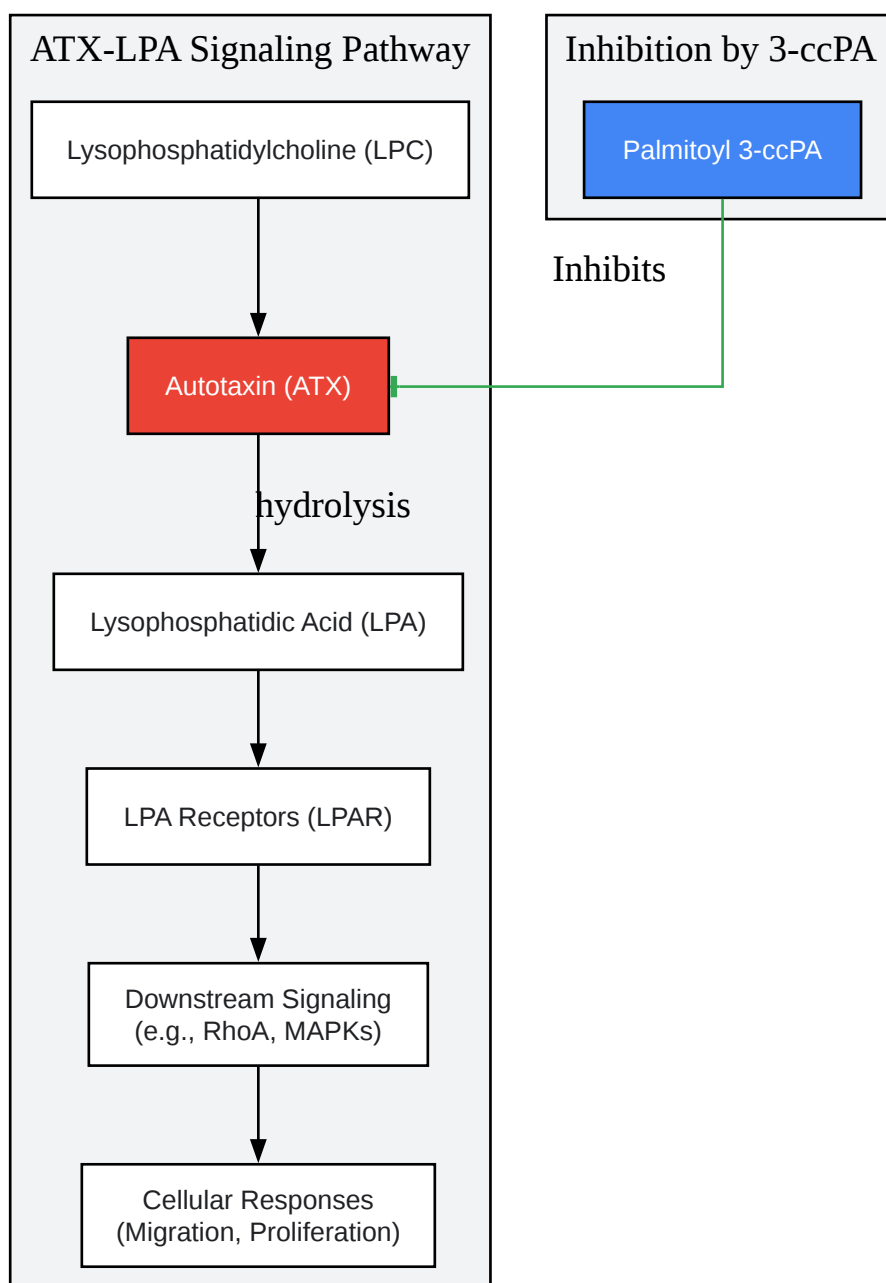 ATX-LPA Signaling Pathway
Lysophosphatidylcholine (LPC)
Autotaxin (ATX)
hydrolysis
Lysophosphatidic Acid (LPA)
LPA Receptors (LPAR)
Downstream Signaling
(e.g., RhoA, MAPKs)
Cellular Responses
(Migration, Proliferation)
Inhibition by 3-ccPA
Palmitoyl 3-ccPA
Inhibits